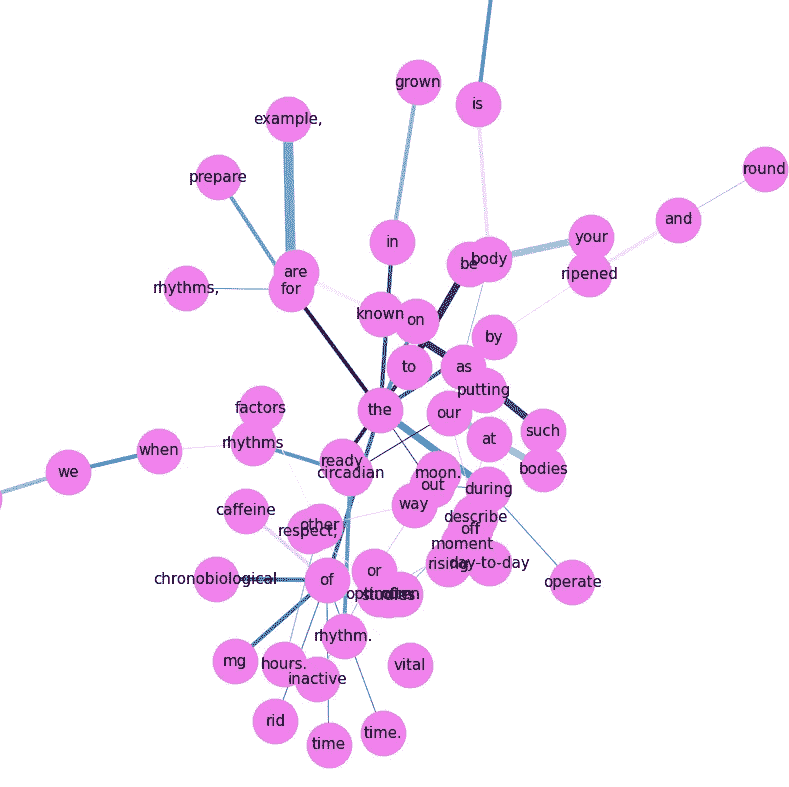 grown
is
example,
round
prepare
and
your
in
body
be
are
ripened
for
rhythms,
known
on
by
to
as
putting
factors
the
our
such
rhythms
at
when
ready
bodies
we
circadian
moon.
out
during
way
caffeine
describe
other
off
respect,
moment
rising
day-to-day
or
chronobiological
of
operate
studies
rhythm.
mg
hours.
vital
inactive
rid
time.
time